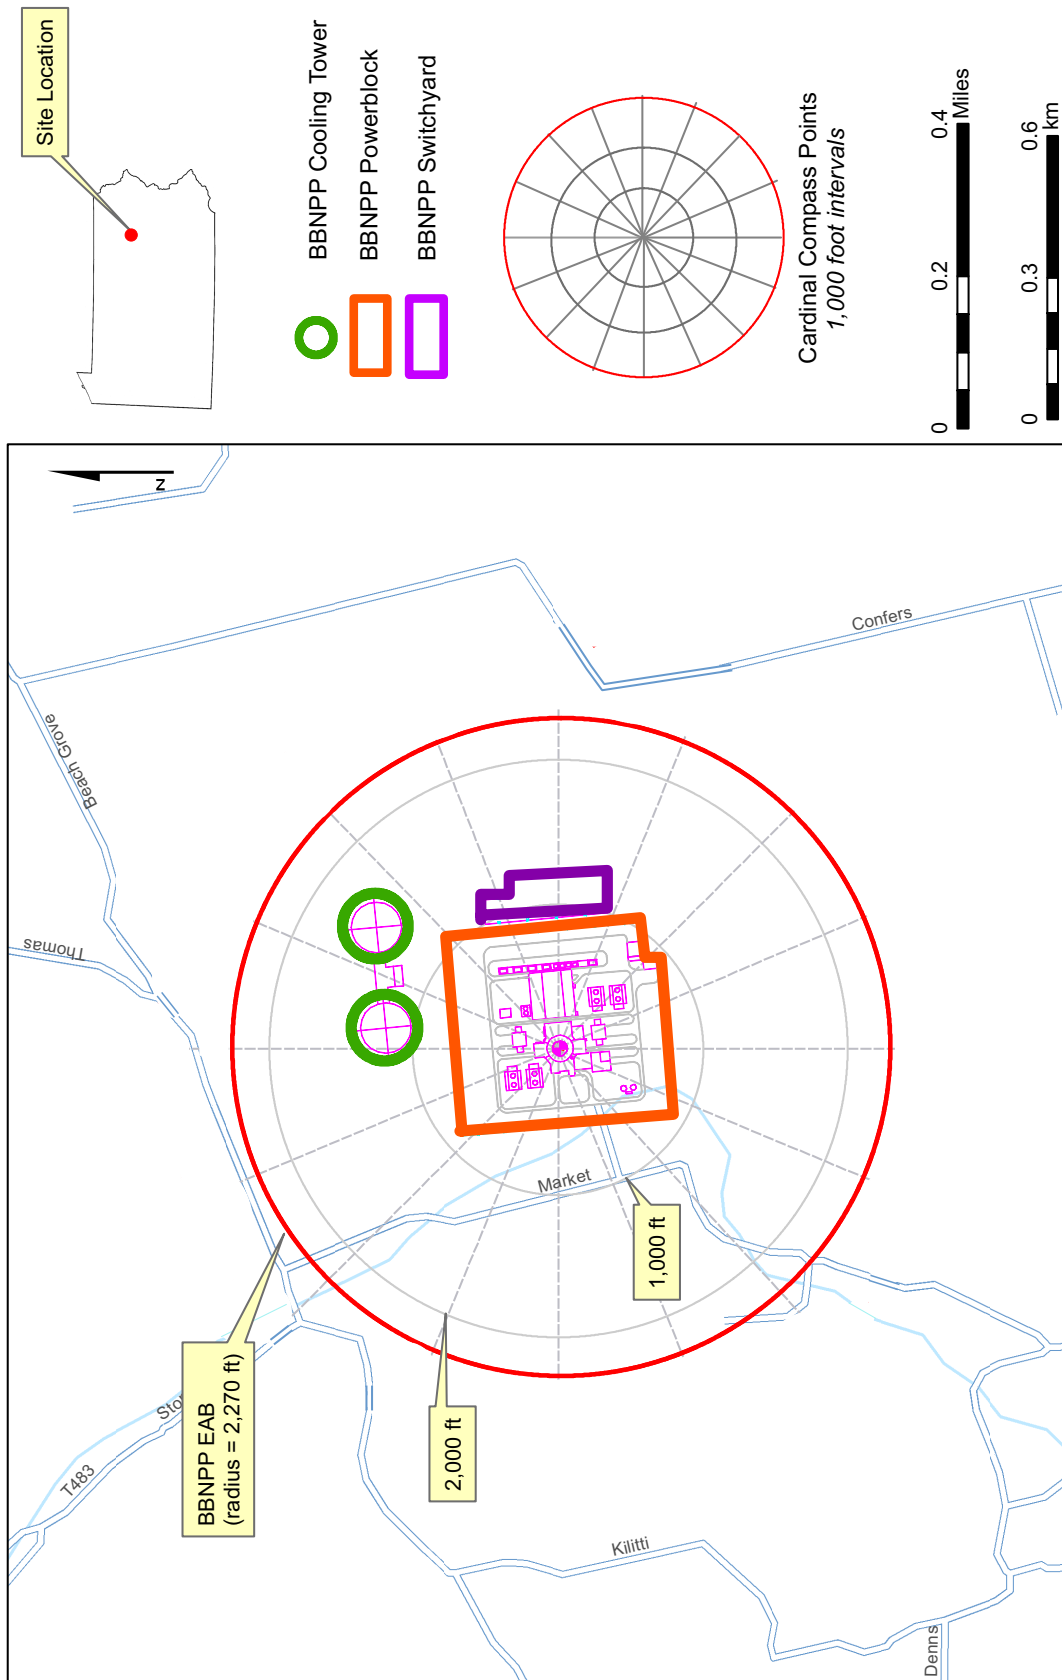 Site Location
BBNPP Cooling Tower
BBNPP Powerblock
BBNPP Switchyard
Cardinal Compass Points
1,000 foot intervals
0
0.2
0.4
Miles
0
0.3
0.6
km
N
Beach Grove
Thomas
Confers
Market
T483
BBNPP EAB
(radius = 2,270 ft)
2,000 ft
1,000 ft
Kilitti
Denns